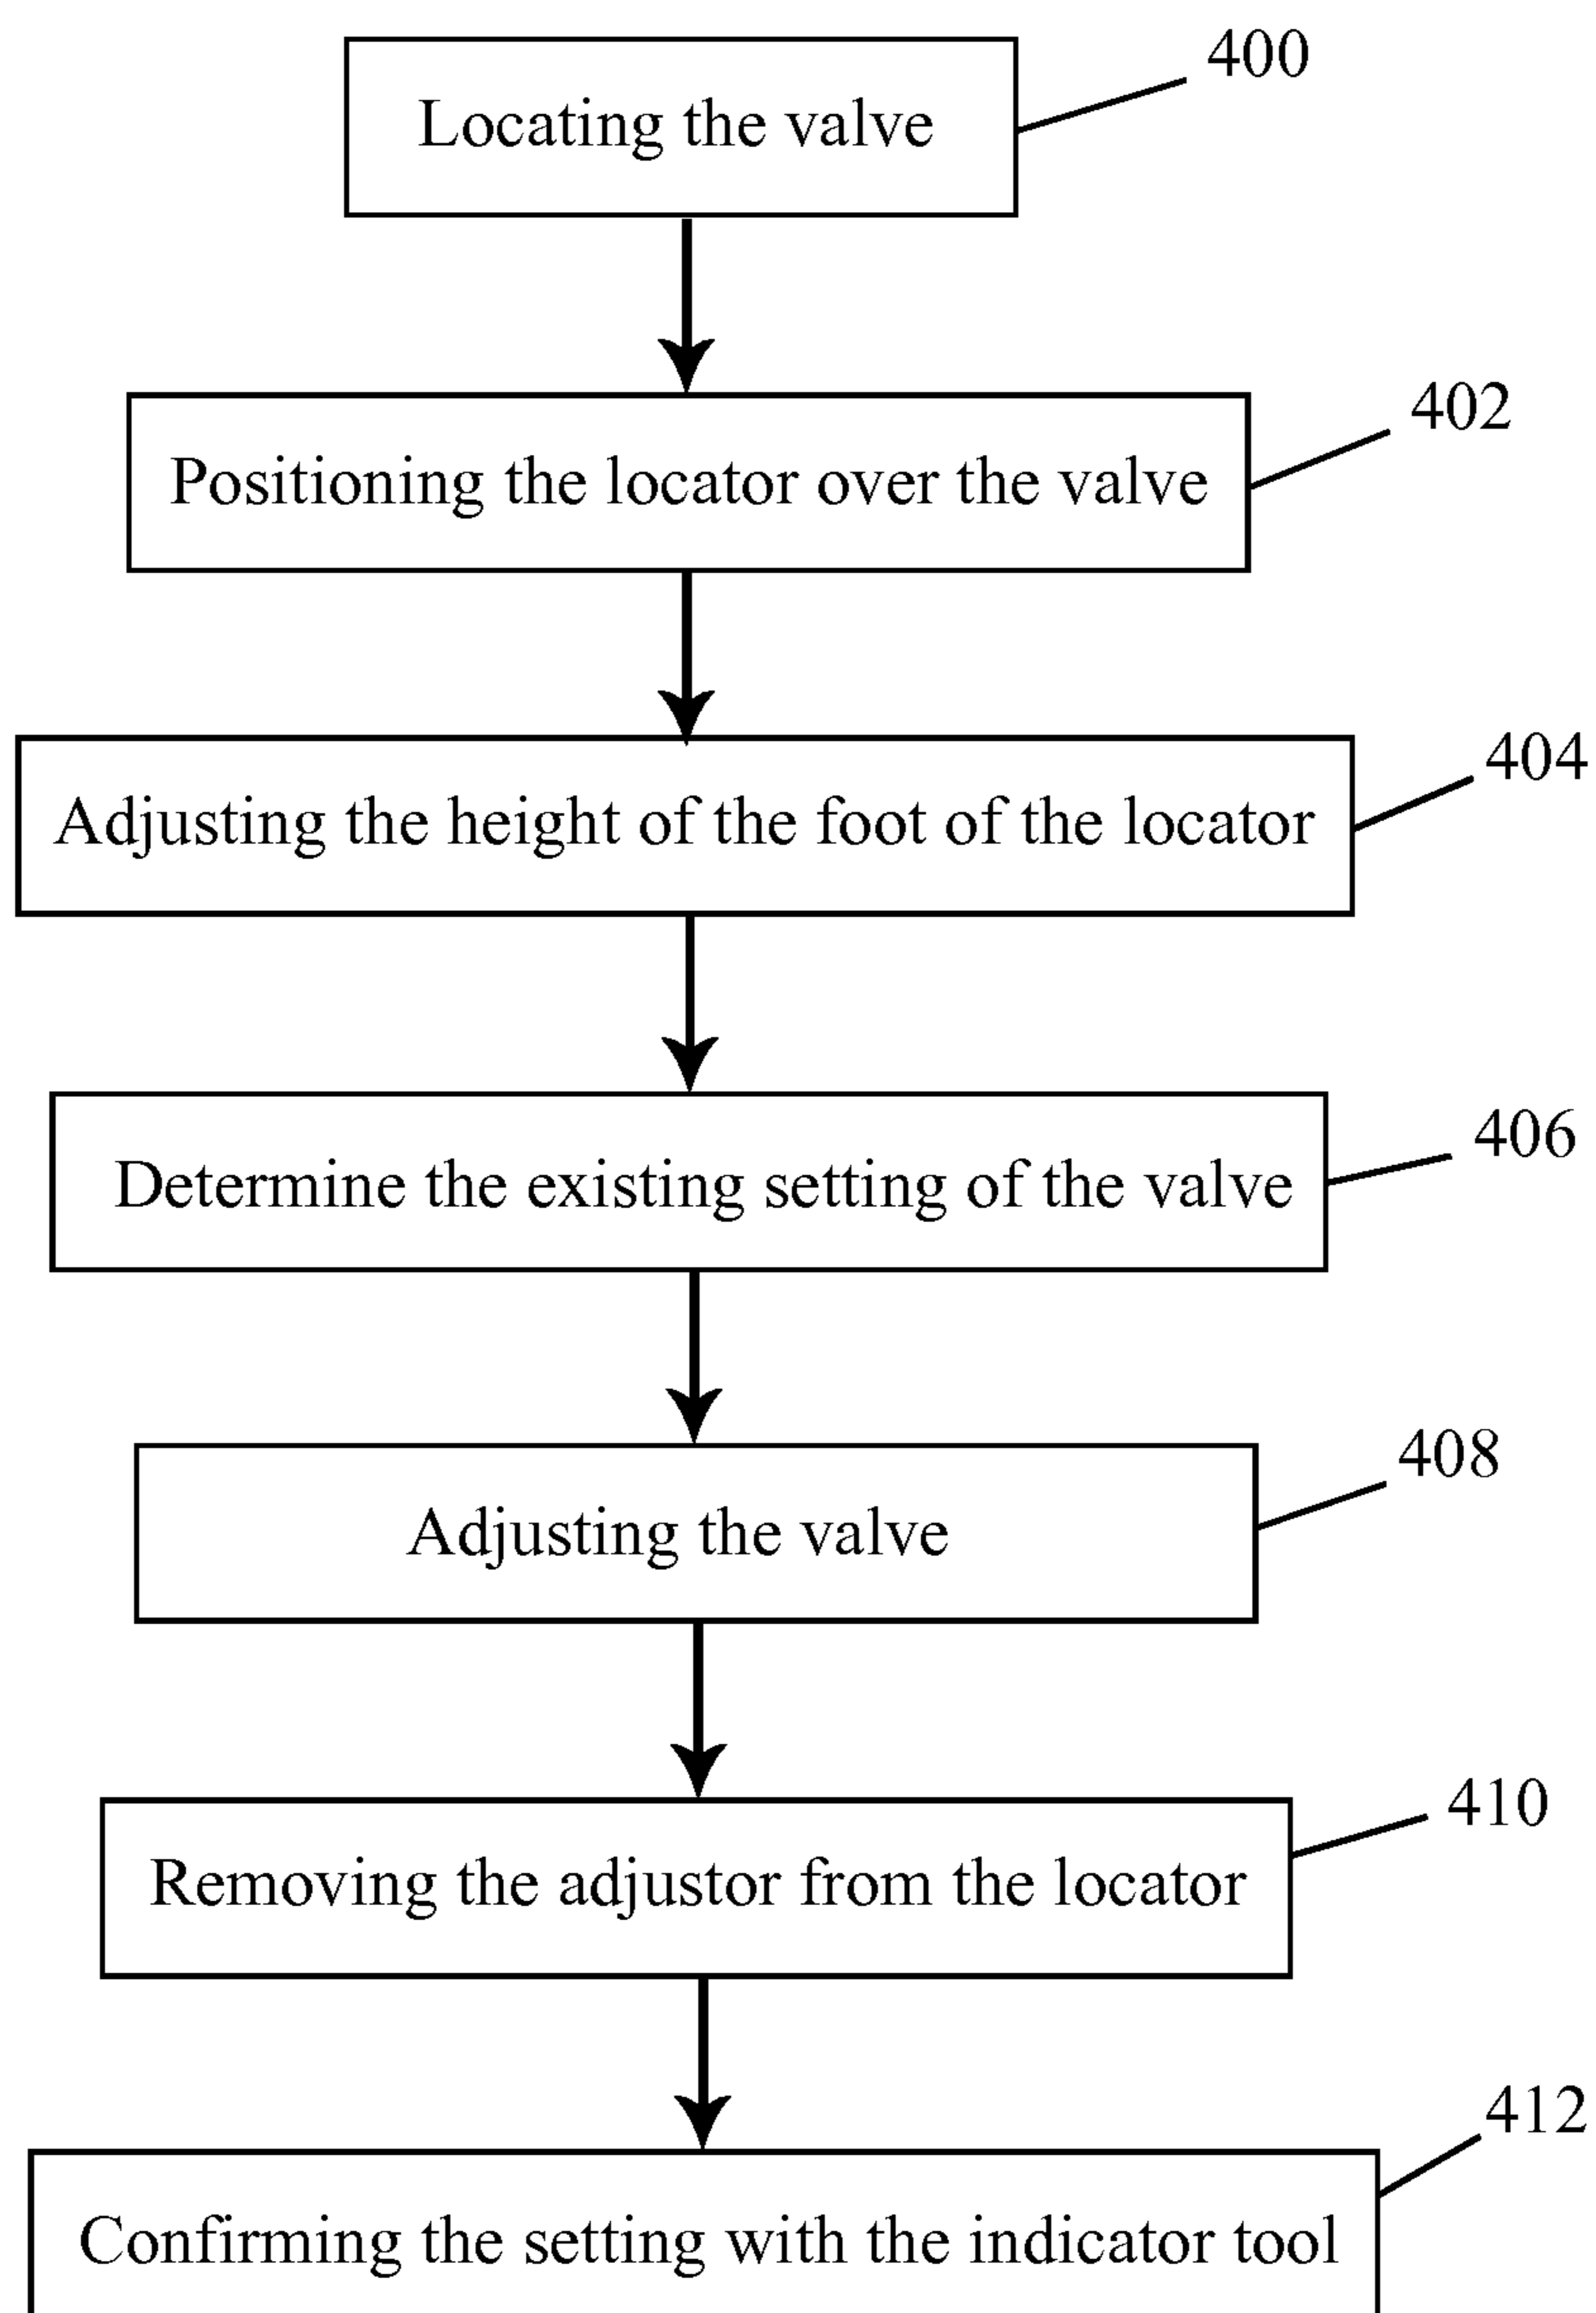 400
Locating the valve
402
Positioning the locator over the valve
404
Adjusting the height of the foot of the locator
406
Determine the existing setting of the valve
408
Adjusting the valve
410
Removing the adjustor from the locator
412
Confirming the setting with the indicator tool